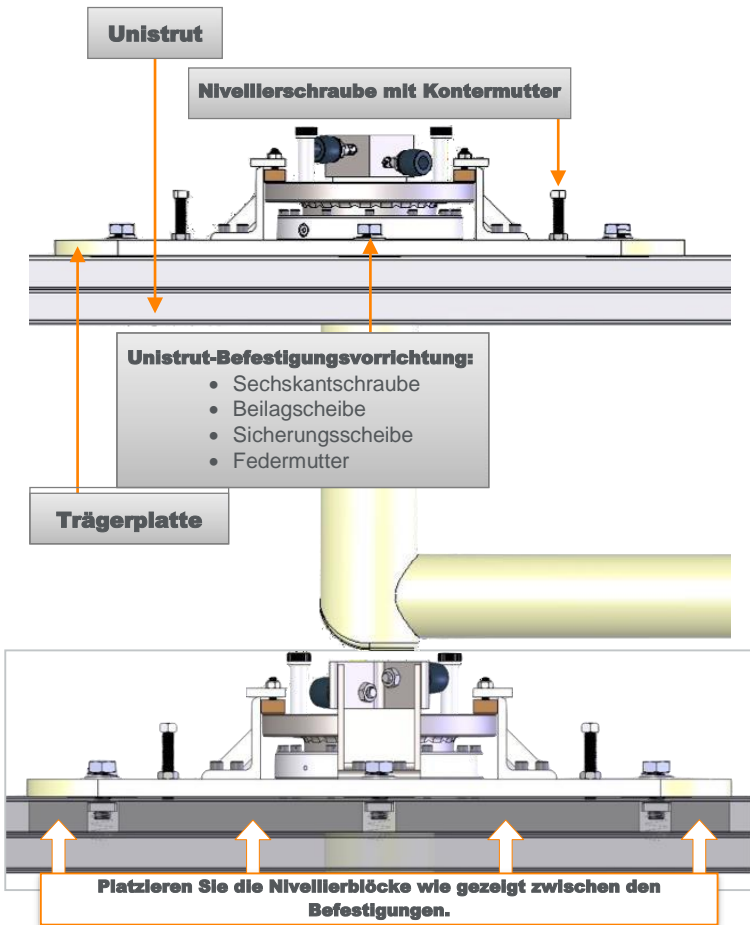 Unistrut
Nivellierschraube mit Kontermutter
Unistrut-Befestigungsvorrichtung:
• Sechskantschraube
• Beilagscheibe
• Sicherungsscheibe
• Federmutter
Trägerplatte
Platzieren Sie die Nivellierblöcke wie gezeigt zwischen den
Befestigungen.